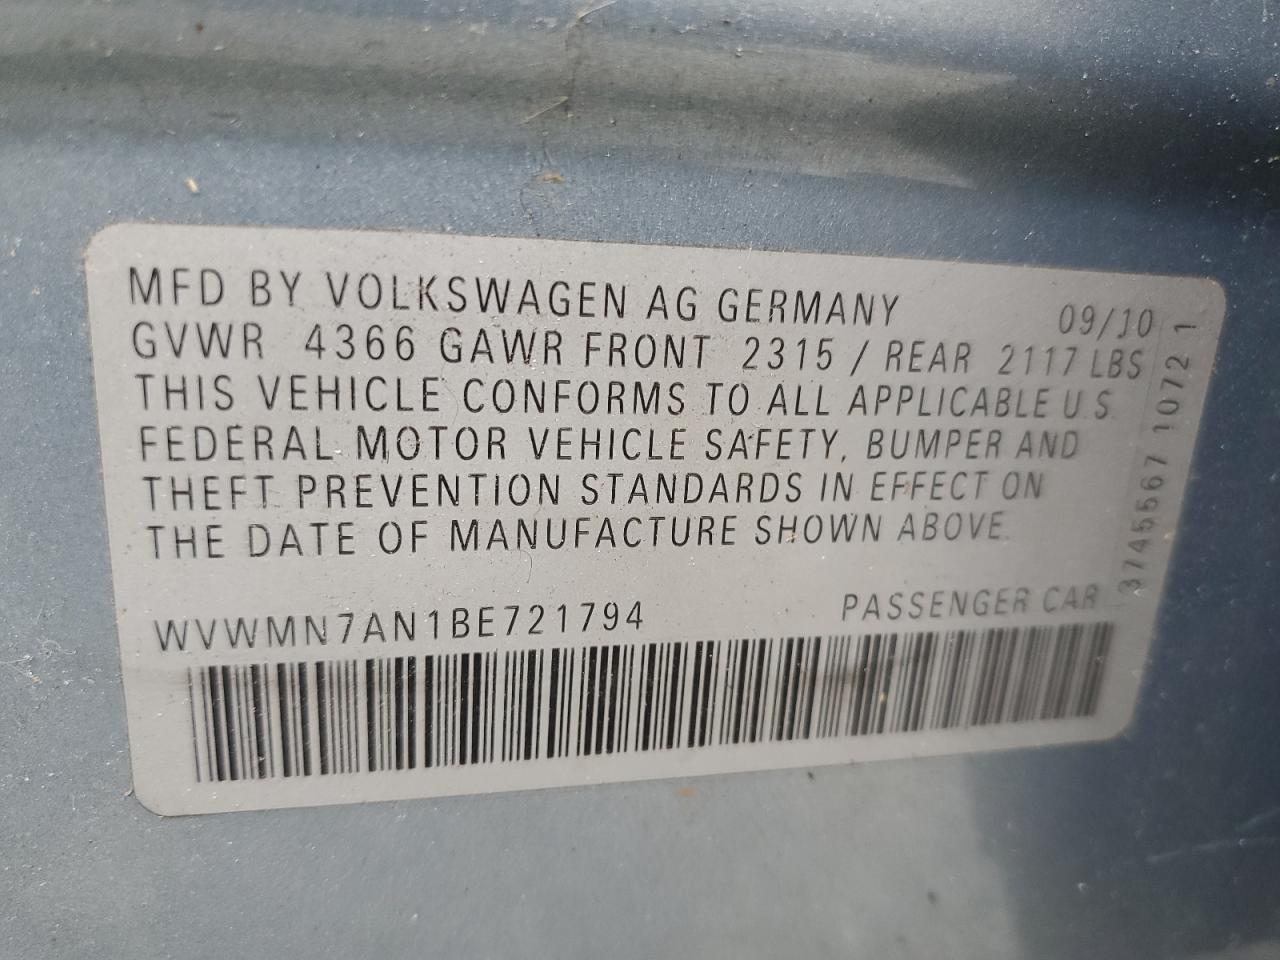 MFD BY VOLKSWAGEN AG GERMANY 09/10
GVWR 4366 GAWR FRONT 2315 / REAR 2117 LBS
THIS VEHICLE CONFORMS TO ALL APPLICABLE U.S.
FEDERAL MOTOR VEHICLE SAFETY, BUMPER AND
THEFT PREVENTION STANDARDS IN EFFECT ON
THE DATE OF MANUFACTURE SHOWN ABOVE.
WVWMN7AN1BE721794 PASSENGER CAR
3745567 1072 1